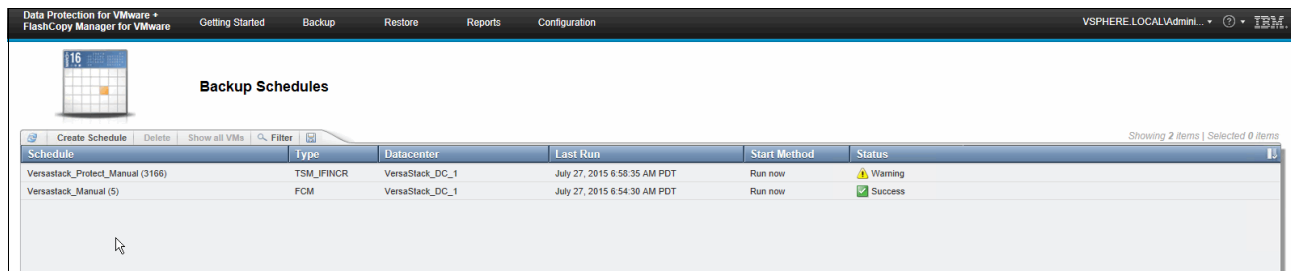 Data Protection for VMware +
FlashCopy Manager for VMware
Getting Started Backup Restore Reports Configuration VSPHERE.LOCAL\Admini... IBM.
16
Backup Schedules
Create Schedule Delete Show all VMs Filter Showing 2 items | Selected 0 items
Schedule Type Datacenter Last Run Start Method Status
Versastack_Protect_Manual (3166) TSM_IFINCR VersaStack_DC_1 July 27, 2015 6:58:35 AM PDT Run now Warning
Versastack_Manual (5) FCM VersaStack_DC_1 July 27, 2015 6:54:30 AM PDT Run now Success